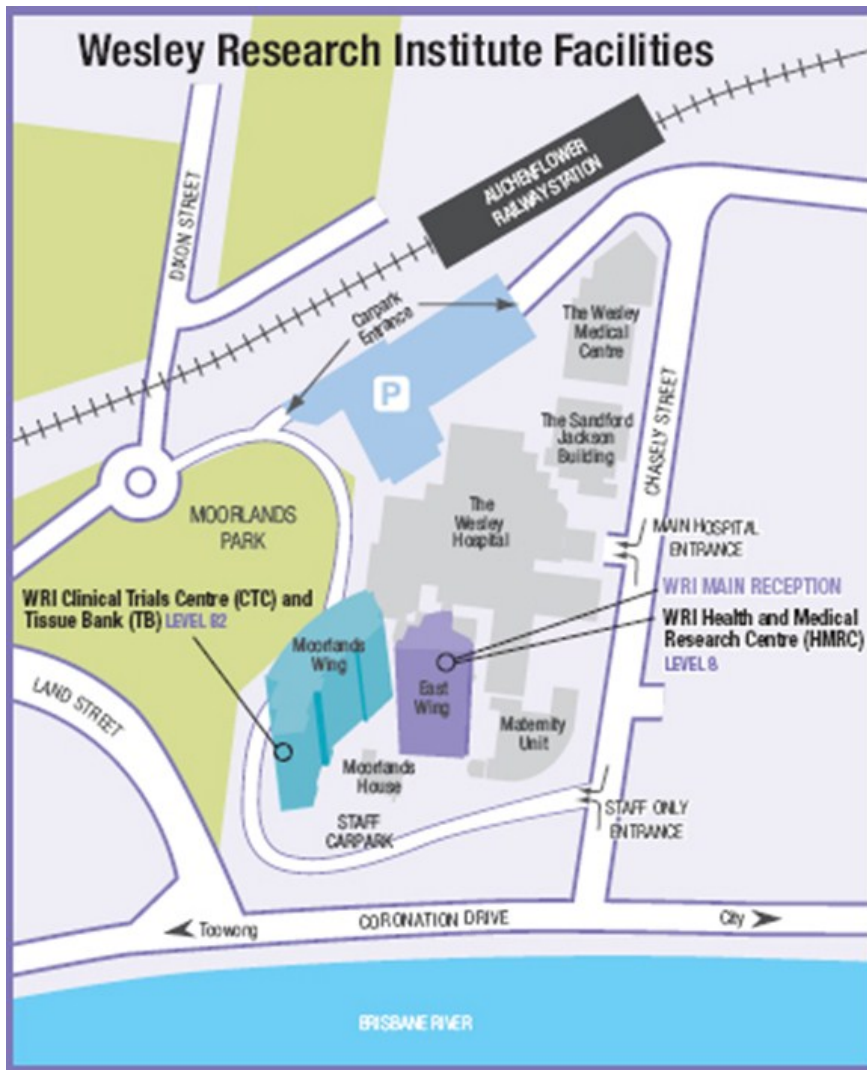 Wesley Research Institute Facilities
AUCHENFLOWER
RAILWAY STATION
DIXON STREET
Carpark
Entrance
P
The Wesley
Medical
Centre
The Sandford
Jackson
Building
CHASELY STREET
MOORLANDS
PARK
The
Wesley
Hospital
MAIN HOSPITAL
ENTRANCE
WRI MAIN RECEPTION
WRI Clinical Trials Centre (CTC) and
Tissue Bank (TB) LEVEL B2
WRI Health and Medical
Research Centre (HMRC)
LEVEL 8
Moorlands
Wing
East
Wing
LAND STREET
Maternity
Unit
Moorlands
House
STAFF
CARPARK
STAFF ONLY
ENTRANCE
Toowong
CORONATION DRIVE
City
BRISBANE RIVER